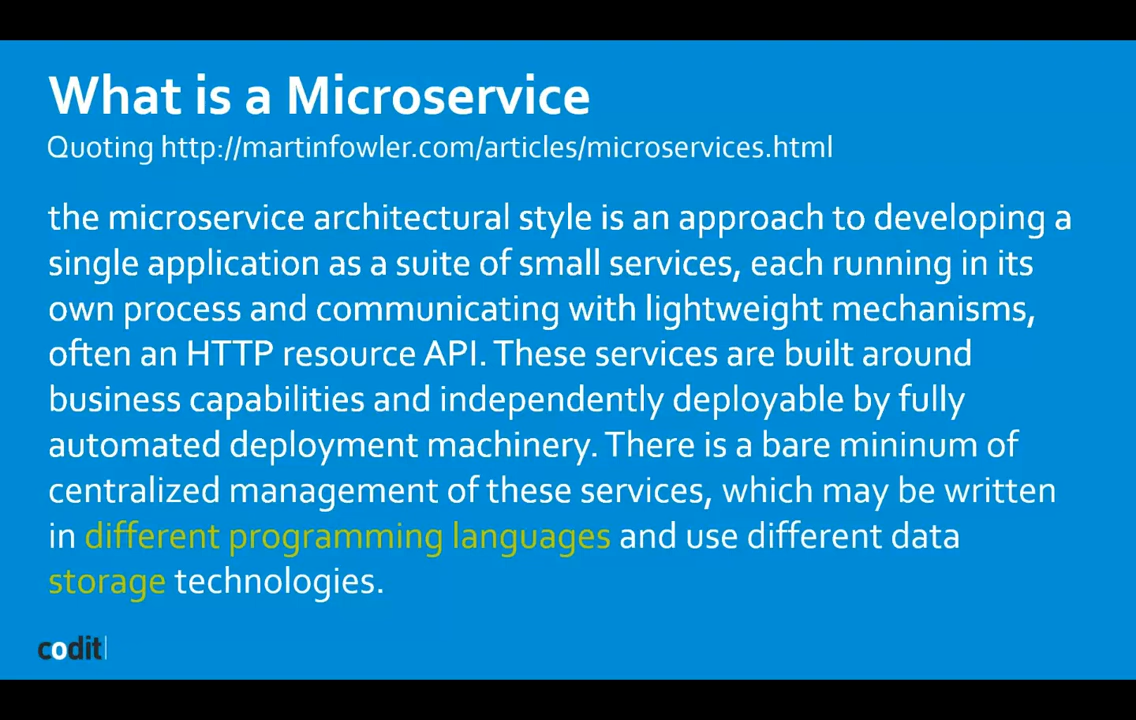 What is a Microservice
Quoting http://martinfowler.com/articles/microservices.html
the microservice architectural style is an approach to developing a
single application as a suite of small services, each running in its
own process and communicating with lightweight mechanisms,
often an HTTP resource API. These services are built around
business capabilities and independently deployable by fully
automated deployment machinery. There is a bare mininum of
centralized management of these services, which may be written
in different programming languages and use different data
storage technologies.
codit